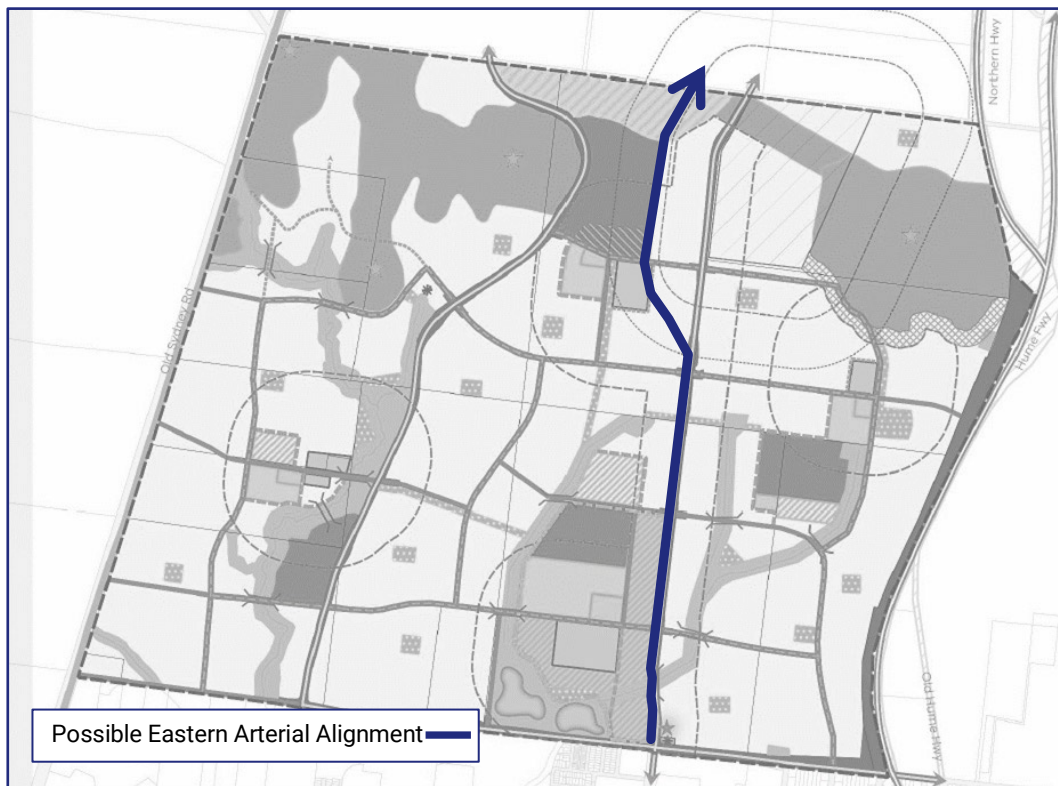 Northern Hwy
Old Sydney Rd
Hume Fwy
Old Hume Hwy
Possible Eastern Arterial Alignment